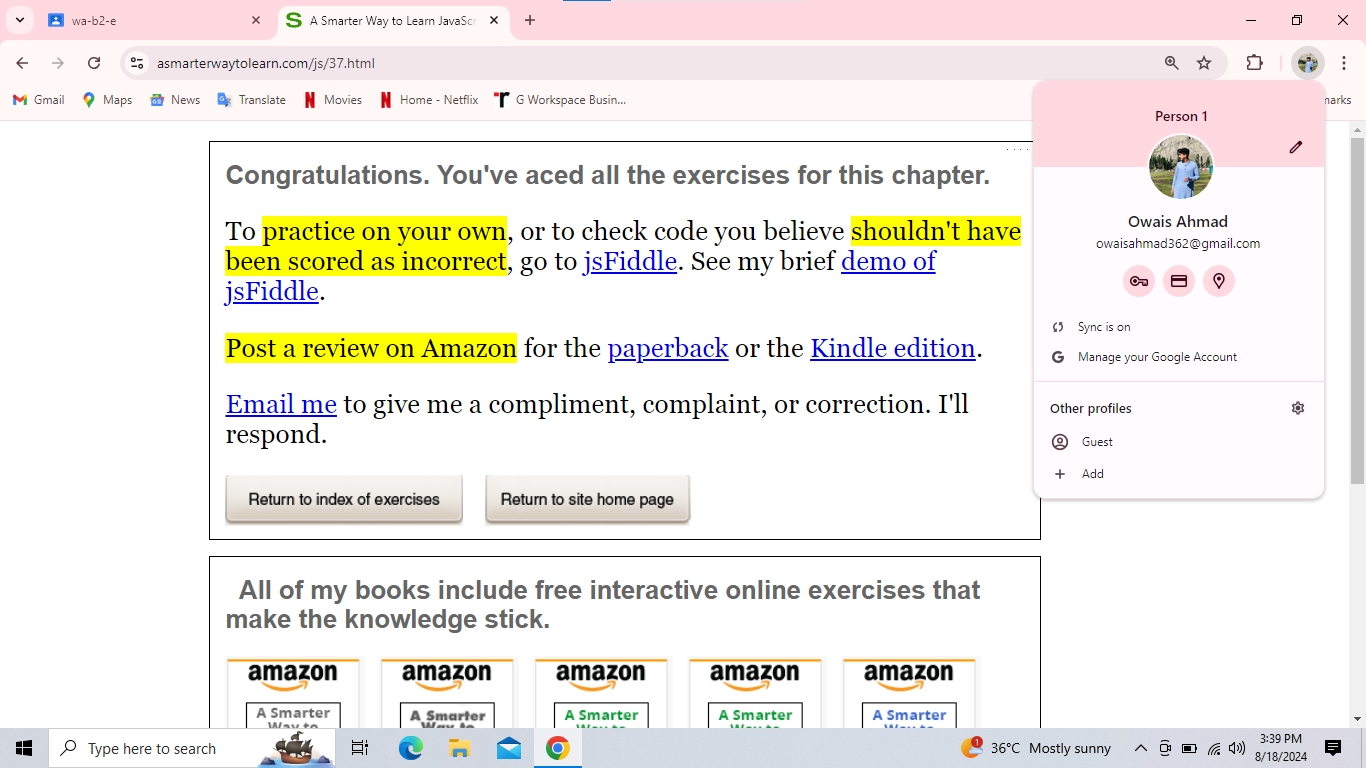 wa-b2-e
A Smarter Way to Learn JavaScr
asmarterwaytolearn.com/js/37.html
Gmail
Maps
News
Translate
Movies
Home - Netflix
G Workspace Busin...
marks
Congratulations. You've aced all the exercises for this chapter.
To practice on your own, or to check code you believe shouldn't have
been scored as incorrect, go to jsFiddle. See my brief demo of
jsFiddle.
Post a review on Amazon for the paperback or the Kindle edition.
Email me to give me a compliment, complaint, or correction. I'll
respond.
Return to index of exercises
Return to site home page
All of my books include free interactive online exercises that
make the knowledge stick.
amazon
A Smarter
Way to
amazon
A Smarter
Way to
amazon
A Smarter
Way to
amazon
A Smarter
Way to
amazon
A Smarter
Way to
Person 1
Owais Ahmad
owaisahmad362@gmail.com
Sync is on
Manage your Google Account
Other profiles
Guest
Add
Type here to search
1
36°C Mostly sunny
3:39 PM
8/18/2024